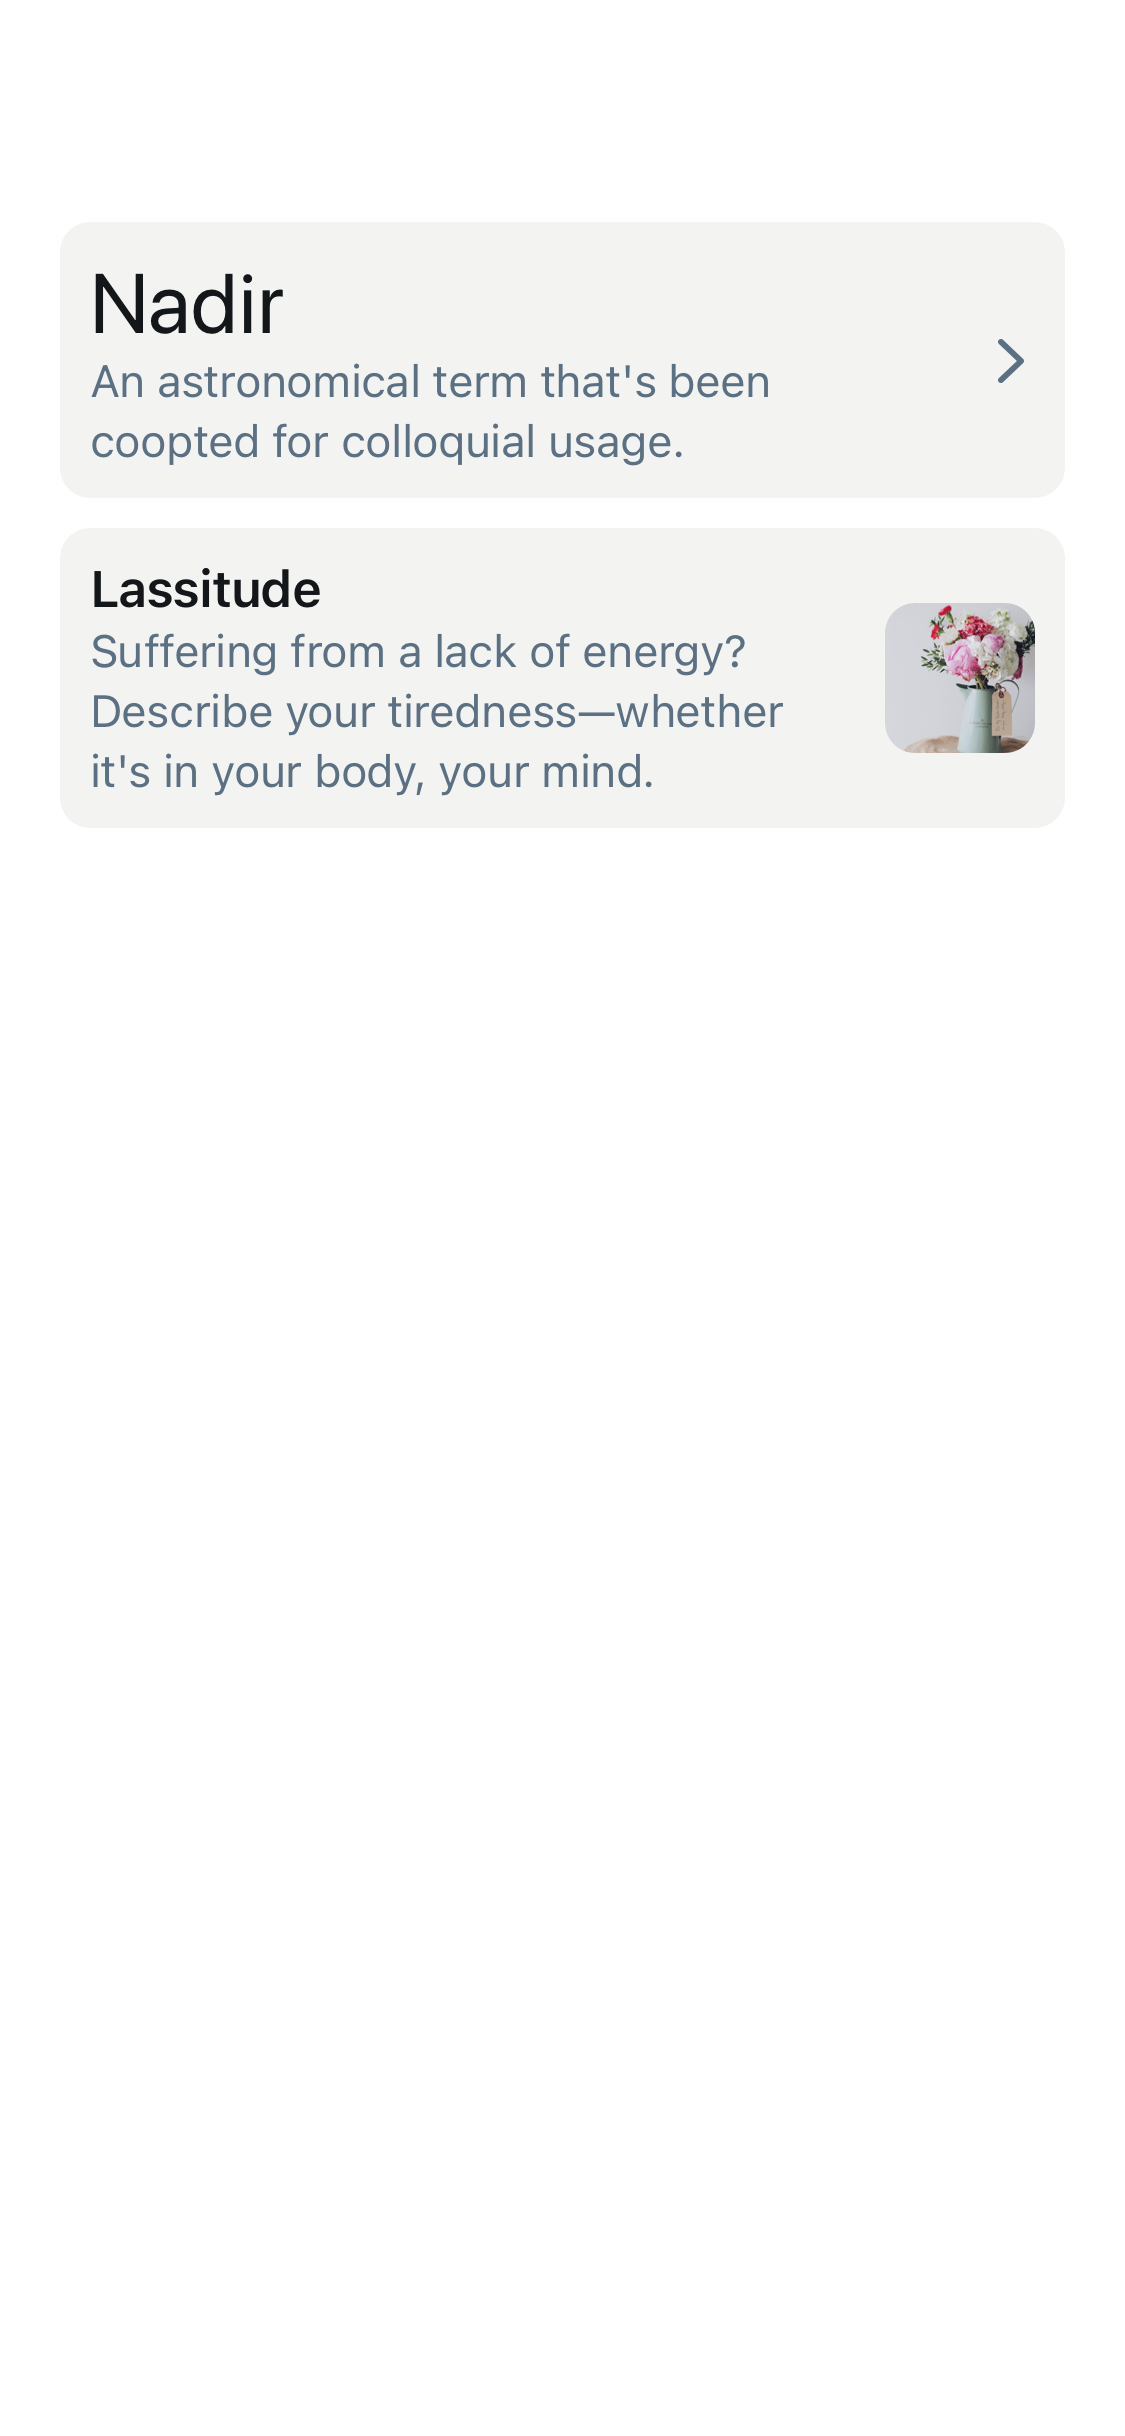 Nadir
An astronomical term that's been
coopted for colloquial usage.
Lassitude
Suffering from a lack of energy?
Describe your tiredness—whether
it's in your body, your mind.